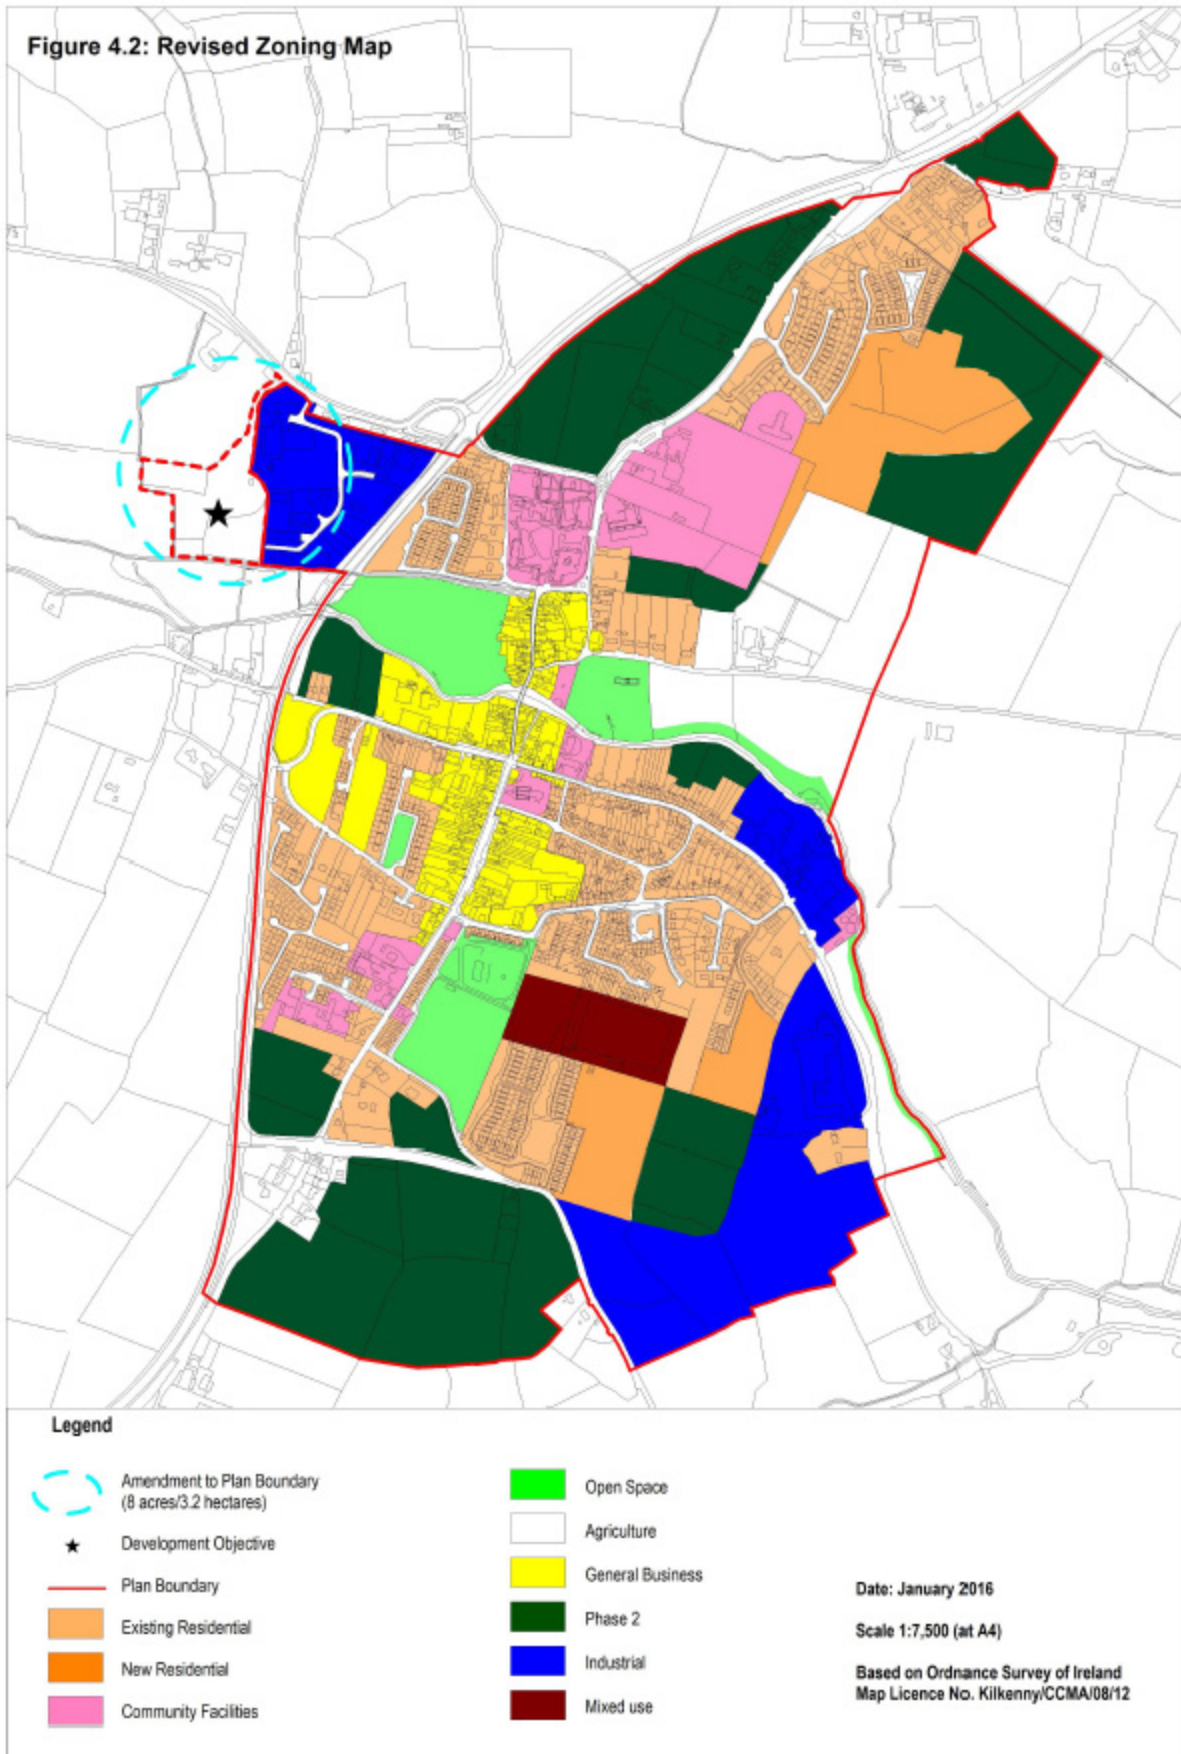 Figure 4.2: Revised Zoning Map
Legend
Amendment to Plan Boundary
(8 acres/3.2 hectares)
Development Objective
Plan Boundary
Existing Residential
New Residential
Community Facilities
Open Space
Agriculture
General Business
Phase 2
Industrial
Mixed use
Date: January 2016
Scale 1:7,500 (at A4)
Based on Ordnance Survey of Ireland
Map Licence No. Kilkenny/CCMA/08/12